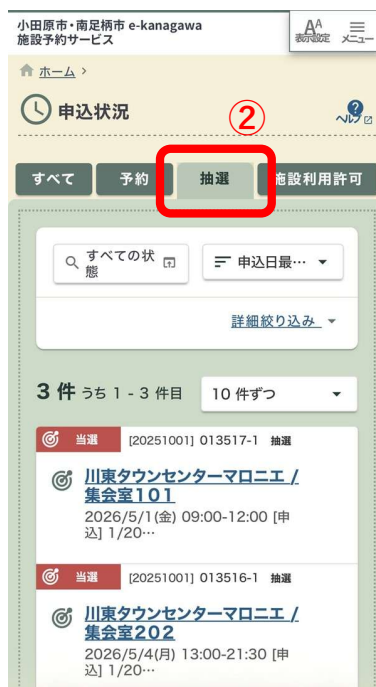 小田原市・南足柄市 e-kanagawa
施設予約サービス
AA
表示設定
メニュー
ホーム >
申込状況
②
ヘルプ
すべて
予約
抽選
施設利用許可
すべての状
態
申込日最…
詳細絞り込み
3 件 うち 1 - 3 件目
10 件ずつ
当選 [20251001] 013517-1 抽選
川東タウンセンターマロニエ /
集会室101
2026/5/1(金) 09:00-12:00 [申
込] 1/20…
当選 [20251001] 013516-1 抽選
川東タウンセンターマロニエ /
集会室202
2026/5/4(月) 13:00-21:30 [申
込] 1/20…